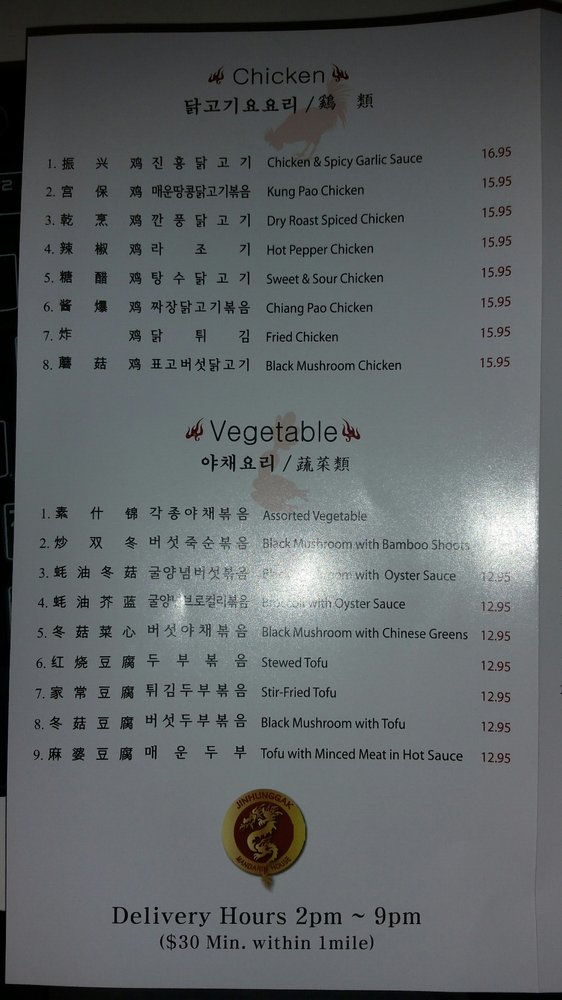 Chicken
닭고기요요리 / 鷄 類
1. 振 兴 鸡 진 흥 닭 고 기 Chicken & Spicy Garlic Sauce 16.95
2. 宫 保 鸡 매운땅콩닭고기볶음 Kung Pao Chicken 15.95
3. 乾 烹 鸡 깐 풍 닭 고 기 Dry Roast Spiced Chicken 15.95
4. 辣 椒 鸡 라 조 기 Hot Pepper Chicken 15.95
5. 糖 醋 鸡 탕 수 닭 고 기 Sweet & Sour Chicken 15.95
6. 酱 爆 鸡 짜장닭고기볶음 Chiang Pao Chicken 15.95
7. 炸 鸡 닭 튀 김 Fried Chicken 15.95
8. 蘑 菇 鸡 표고버섯닭고기 Black Mushroom Chicken 15.95
Vegetable
야채요리 / 蔬菜類
1. 素 什 锦 각종야채볶음 Assorted Vegetable
2. 炒 双 冬 버섯죽순볶음 Black Mushroom with Bamboo Shoots
3. 蚝 油 冬 菇 굴양념버섯볶음 Black Mushroom with Oyster Sauce 12.95
4. 蚝 油 芥 蓝 굴양념브로컬리볶음 Broccoli with Oyster Sauce 12.95
5. 冬 菇 菜 心 버섯야채볶음 Black Mushroom with Chinese Greens 12.95
6. 红 烧 豆 腐 두 부 볶 음 Stewed Tofu 12.95
7. 家 常 豆 腐 튀김두부볶음 Stir-Fried Tofu 12.95
8. 冬 菇 豆 腐 버섯두부볶음 Black Mushroom with Tofu 12.95
9. 麻 婆 豆 腐 매 운 두 부 Tofu with Minced Meat in Hot Sauce 12.95
JINHUNGGAK
MANDARIN HOUSE
Delivery Hours 2pm ~ 9pm
($30 Min. within 1mile)